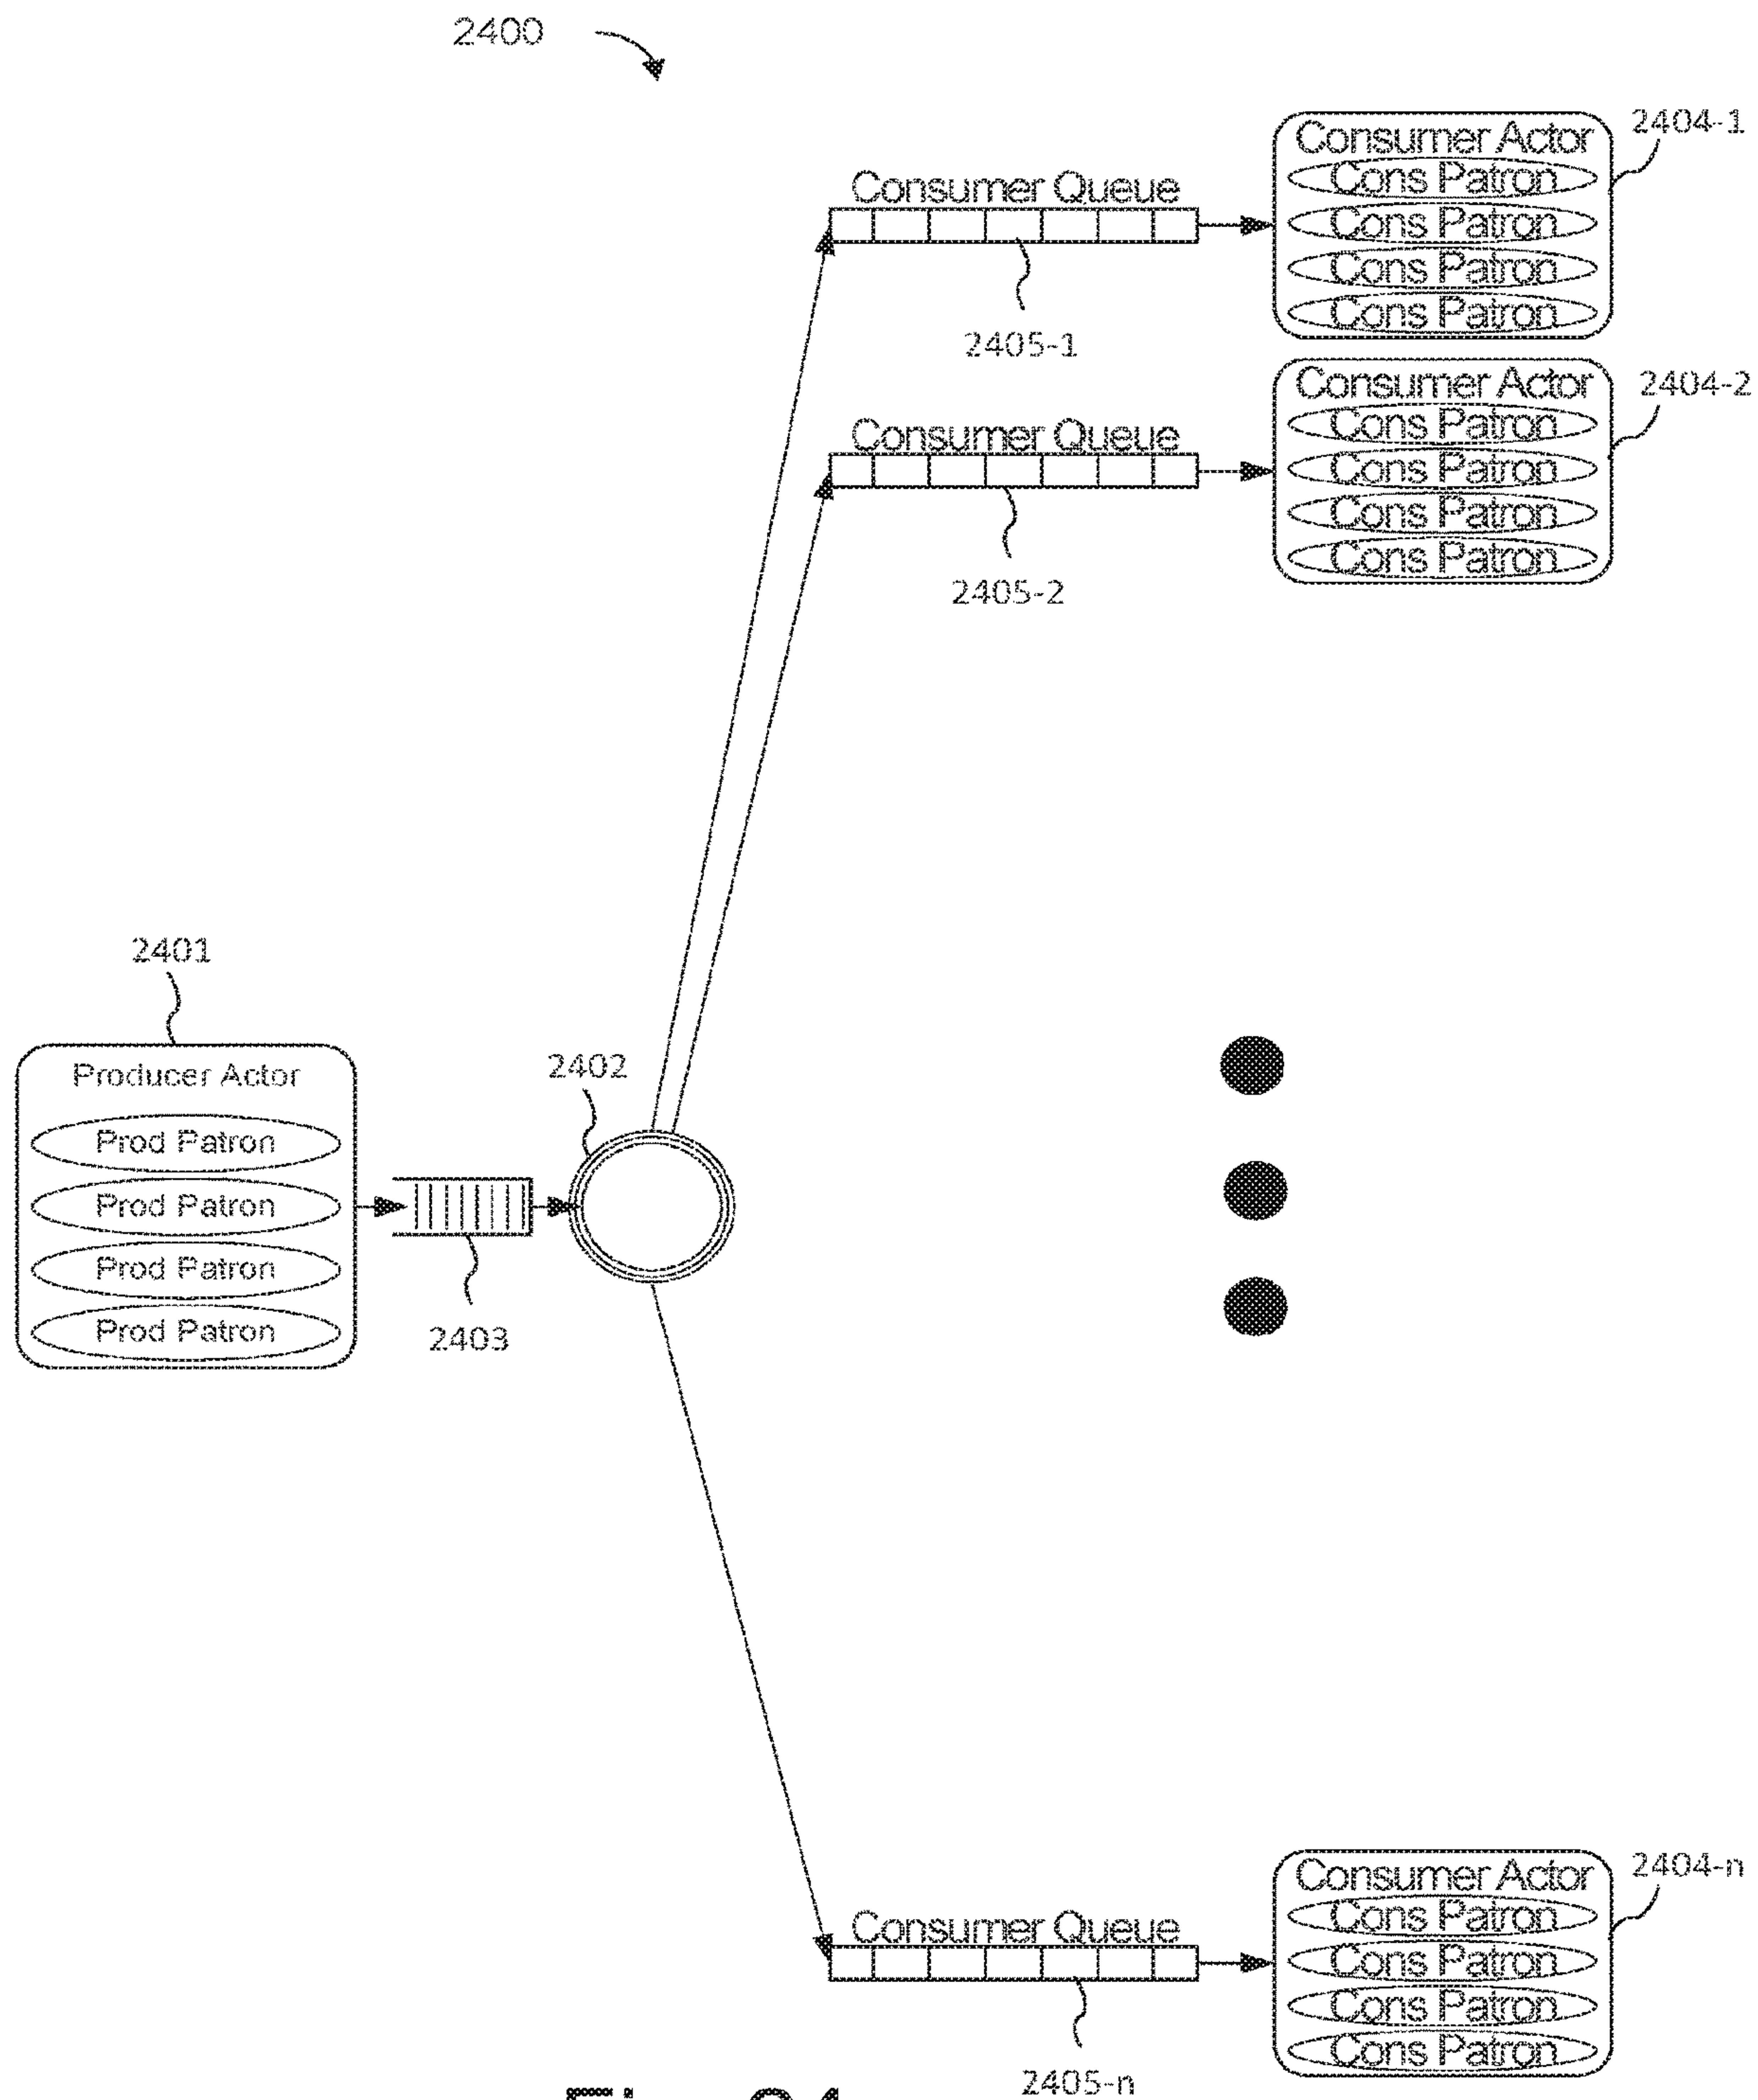 2400
Consumer Actor
2404-1
Cons Patron
Cons Patron
Cons Patron
Cons Patron
Consumer Queue
2405-1
Consumer Actor
2404-2
Cons Patron
Cons Patron
Cons Patron
Cons Patron
Consumer Queue
2405-2
2401
Producer Actor
Prod Patron
Prod Patron
Prod Patron
Prod Patron
2402
2403
Consumer Actor
2404-n
Cons Patron
Cons Patron
Cons Patron
Cons Patron
Consumer Queue
2405-n